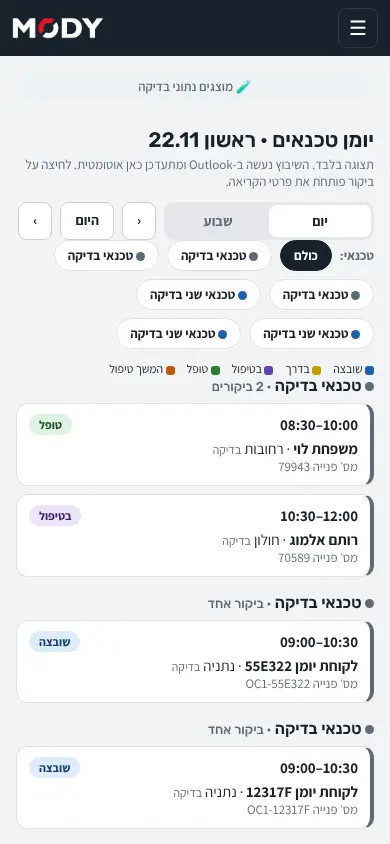 MODY
🧪 מוצגים נתוני בדיקה
יומן טכנאים • ראשון 22.11
תצוגה בלבד. השיבוץ נעשה ב-Outlook ומתעדכן כאן אוטומטית. לחיצה על
ביקור פותחת את פרטי הקריאה.
יום שבוע › היום ‹
טכנאי: כולם טכנאי בדיקה טכנאי בדיקה
טכנאי בדיקה טכנאי שני בדיקה
טכנאי שני בדיקה טכנאי שני בדיקה
שובצה בדרך בטיפול טופל המשך טיפול
טכנאי בדיקה • 2 ביקורים
08:30–10:00 טופל
משפחת לוי · רחובות בדיקה
מס׳ פנייה 79943
10:30–12:00 בטיפול
רותם אלמוג · חולון בדיקה
מס׳ פנייה 70589
טכנאי בדיקה • ביקור אחד
09:00–10:30 שובצה
לקוחת יומן 55E322 · נתניה בדיקה
מס׳ פנייה OC1-55E322
טכנאי בדיקה • ביקור אחד
09:00–10:30 שובצה
לקוחת יומן 12317F · נתניה בדיקה
מס׳ פנייה OC1-12317F